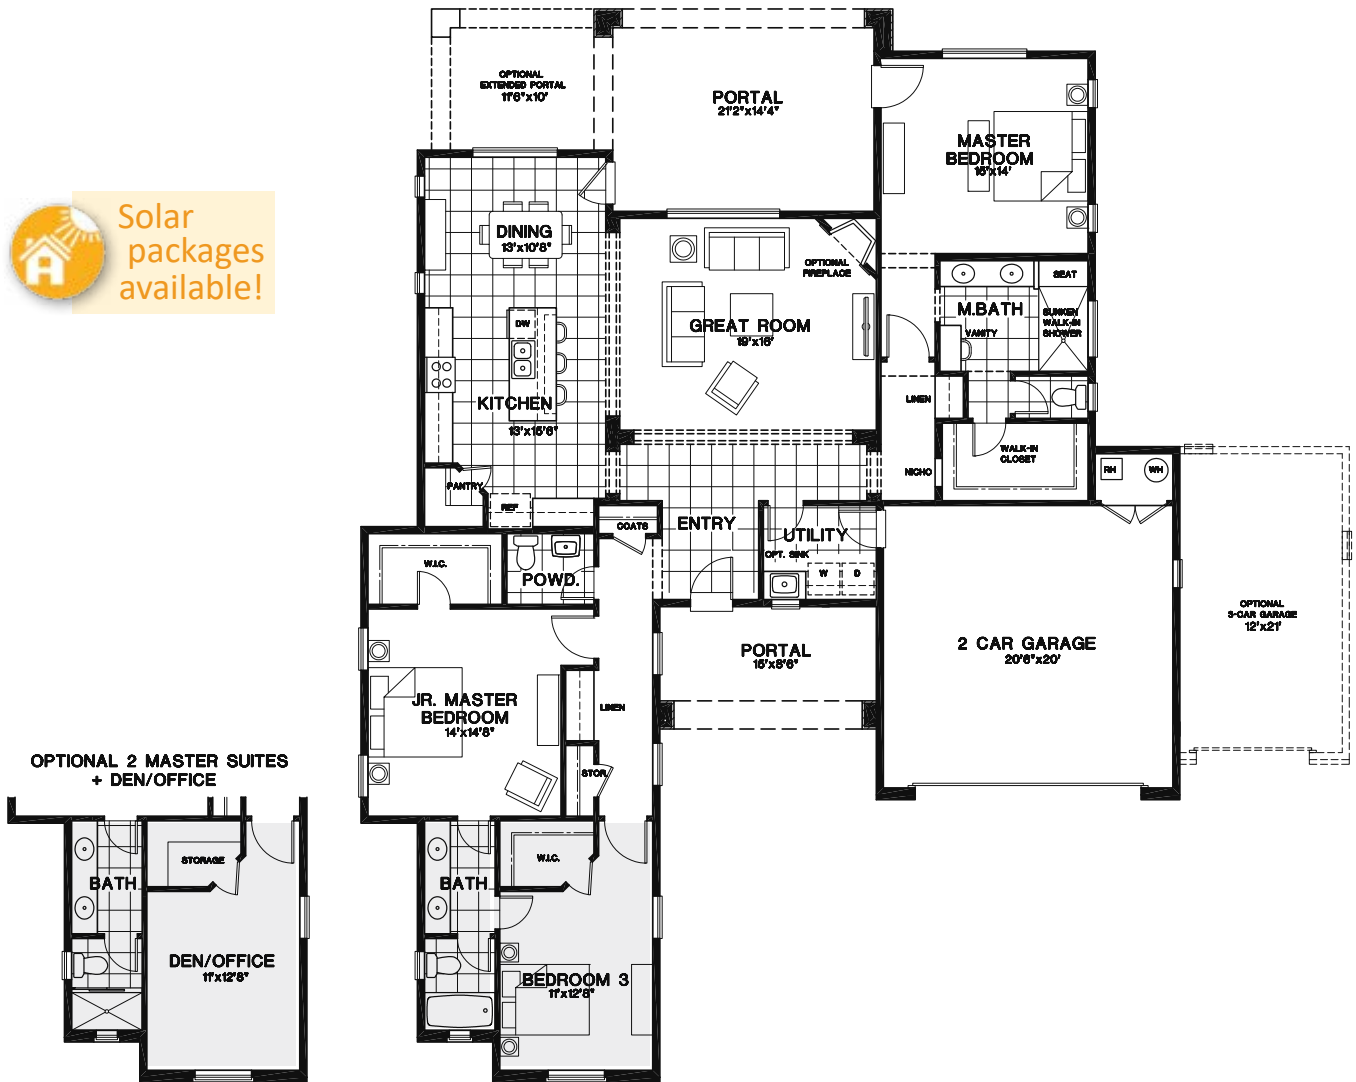 OPTIONAL
EXTENDED PORTAL
11'6"x10'
PORTAL
21'2"x14'4"
MASTER
BEDROOM
15'x14'
Solar
packages
available!
DINING
13'x10'8"
OPTIONAL
FIREPLACE
SEAT
M.BATH
VANITY
SUNKEN
WALK-IN
SHOWER
DW
GREAT ROOM
19'x16'
KITCHEN
13'x15'6"
LINEN
WALK-IN
CLOSET
NICHO
RH
WH
PANTRY
REF
COATS
ENTRY
UTILITY
OPT. SINK
W
D
W.I.C.
POWD.
OPTIONAL
3-CAR GARAGE
12'x21'
PORTAL
15'x8'6"
2 CAR GARAGE
20'6"x20'
JR. MASTER
BEDROOM
14'x14'8"
LINEN
STOR.
OPTIONAL 2 MASTER SUITES
+ DEN/OFFICE
STORAGE
BATH
DEN/OFFICE
11'x12'8"
W.I.C.
BATH
BEDROOM 3
11'x12'8"